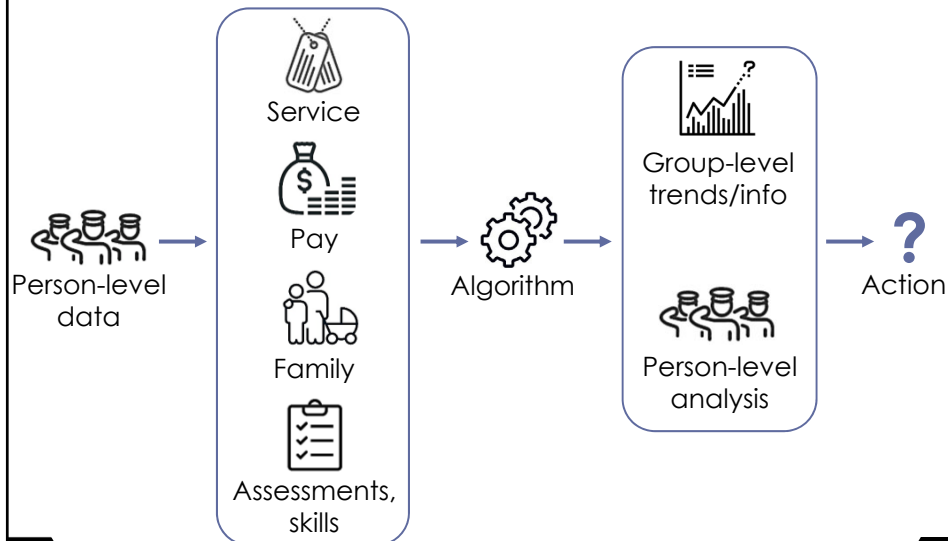 Person-level
data
Service
$
Pay
Family
Assessments,
skills
Algorithm
?
Group-level
trends/info
Person-level
analysis
?
Action